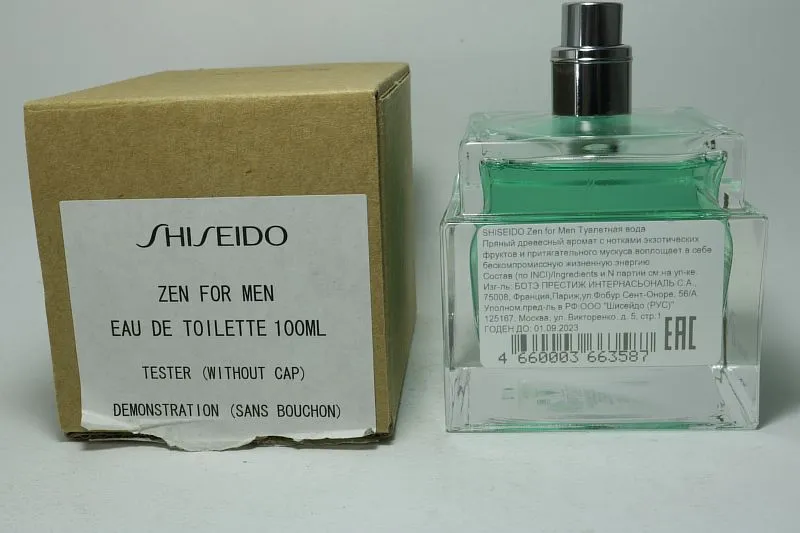 SHISEIDO
ZEN FOR MEN
EAU DE TOILETTE 100ML
TESTER (WITHOUT CAP)
DEMONSTRATION (SANS BOUCHON)
SHISEIDO Zen for Men Туалетная вода
Пряный древесный аромат с нотками экзотических
фруктов и притягательного мускуса воплощает в себе
бескомпромиссную жизненную энергию
Состав (по INCI)/Ingredients и N партии см.на уп-ке.
Изг-ль: БОТЭ ПРЕСТИЖ ИНТЕРНАСЬОНАЛЬ С.А.,
75008, Франция,Париж,ул.Фобур Сент-Оноре, 56/А
Уполном.пред-ль в РФ:ООО "Шисейдо (РУС)"
125167, Москва, ул. Викторенко, д. 5, стр.1
ГОДЕН ДО: 01.09.2023
EAC
4 660003 663587